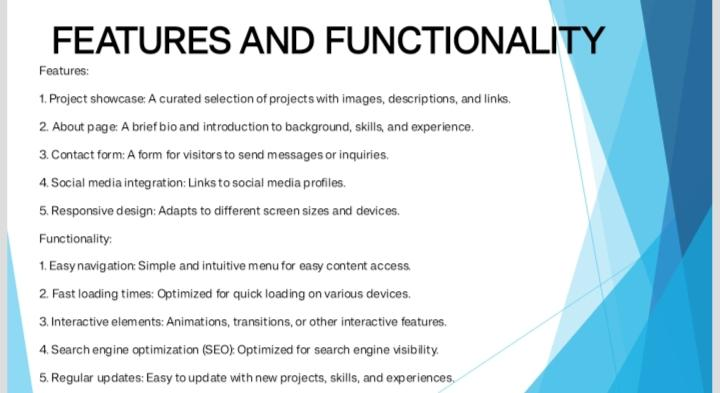 FEATURES AND FUNCTIONALITY
Features:
1. Project showcase: A curated selection of projects with images, descriptions, and links.
2. About page: A brief bio and introduction to background, skills, and experience.
3. Contact form: A form for visitors to send messages or inquiries.
4. Social media integration: Links to social media profiles.
5. Responsive design: Adapts to different screen sizes and devices.
Functionality:
1. Easy navigation: Simple and intuitive menu for easy content access.
2. Fast loading times: Optimized for quick loading on various devices.
3. Interactive elements: Animations, transitions, or other interactive features.
4. Search engine optimization (SEO): Optimized for search engine visibility.
5. Regular updates: Easy to update with new projects, skills, and experiences.